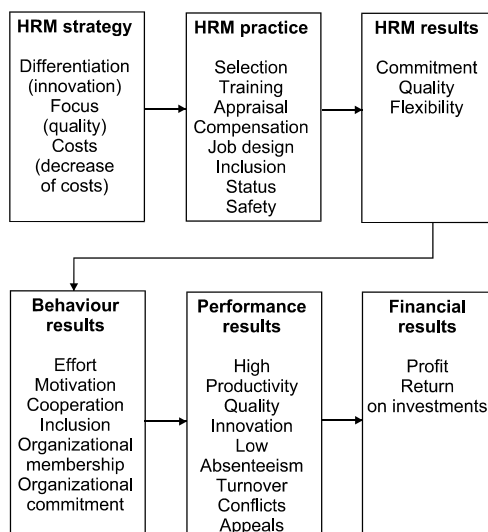 HRM strategy
Differentiation
(innovation)
Focus
(quality)
Costs
(decrease
of costs)
HRM practice
Selection
Training
Appraisal
Compensation
Job design
Inclusion
Status
Safety
HRM results
Commitment
Quality
Flexibility
Behaviour
results
Effort
Motivation
Cooperation
Inclusion
Organizational
membership
Organizational
commitment
Performance
results
High
Productivity
Quality
Innovation
Low
Absenteeism
Turnover
Conflicts
Appeals
Financial
results
Profit
Return
on investments